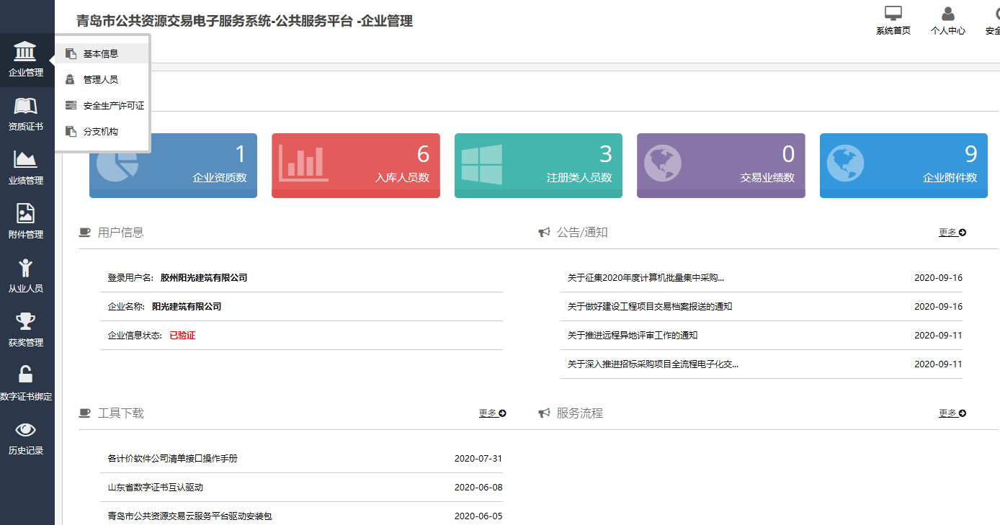 青岛市公共资源交易电子服务系统-公共服务平台 -企业管理
系统首页
个人中心
安全
企业管理
资质证书
业绩管理
附件管理
从业人员
获奖管理
数字证书绑定
历史记录
基本信息
管理人员
安全生产许可证
分支机构
1
企业资质数
6
入库人员数
3
注册类人员数
0
交易业绩数
9
企业附件数
用户信息
登录用户名: 胶州阳光建筑有限公司
企业名称: 阳光建筑有限公司
企业信息状态: 已验证
公告/通知 更多
关于征集2020年度计算机批量集中采购... 2020-09-16
关于做好建设工程项目交易档案报送的通知 2020-09-16
关于推进远程异地评审工作的通知 2020-09-11
关于深入推进招标采购项目全流程电子化交... 2020-09-11
工具下载 更多
各计价软件公司清单接口操作手册 2020-07-31
山东省数字证书互认驱动 2020-06-08
青岛市公共资源交易云服务平台驱动安装包 2020-06-05
服务流程 更多